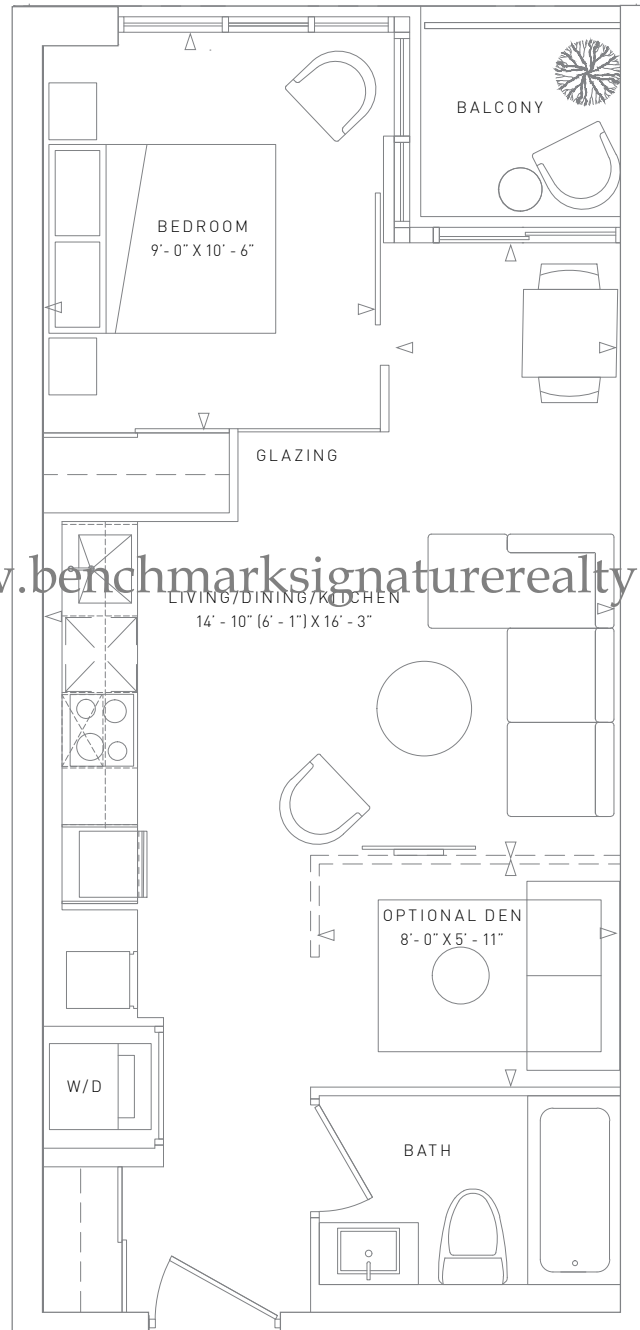 BALCONY
BEDROOM
9'- 0" X 10' - 6"
GLAZING
w.benchmarksignaturerealty
LIVING/DINING/KITCHEN
14' - 10" (6' - 1") X 16' - 3"
OPTIONAL DEN
8'- 0" X 5' - 11"
W/D
BATH